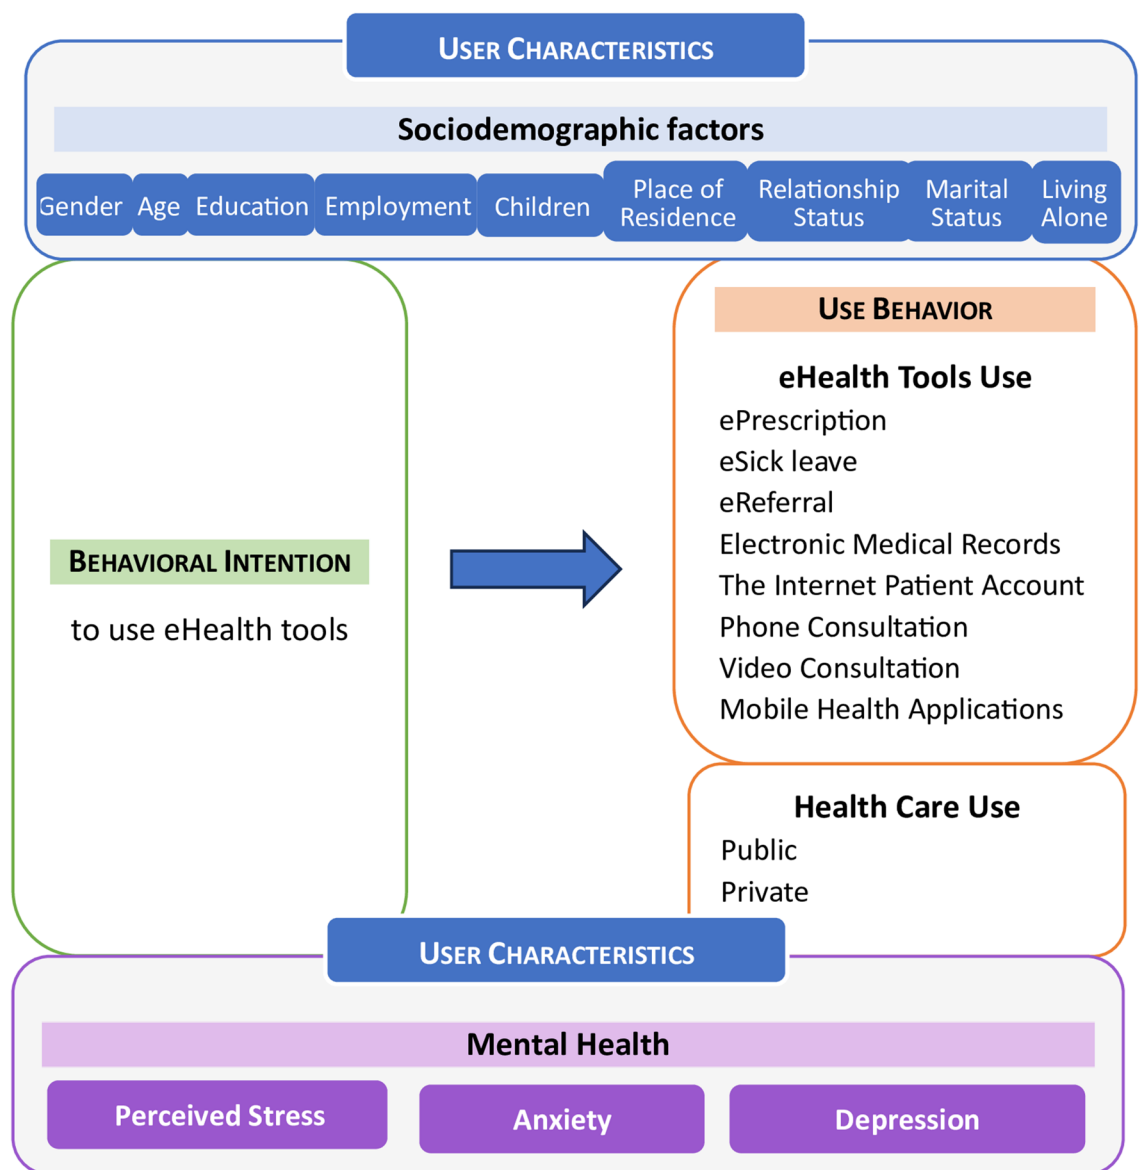 USER CHARACTERISTICS
Sociodemographic factors
Gender Age Education Employment Children Place of Residence Relationship Status Marital Status Living Alone
USE BEHAVIOR
eHealth Tools Use
ePrescription
eSick leave
eReferral
Electronic Medical Records
The Internet Patient Account
Phone Consultation
Video Consultation
Mobile Health Applications
BEHAVIORAL INTENTION
to use eHealth tools
Health Care Use
Public
Private
USER CHARACTERISTICS
Mental Health
Perceived Stress Anxiety Depression